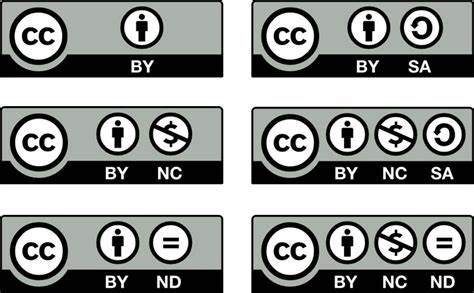 CC BY
CC BY SA
CC BY NC
CC $ BY NC SA
CC BY ND
CC BY NC ND